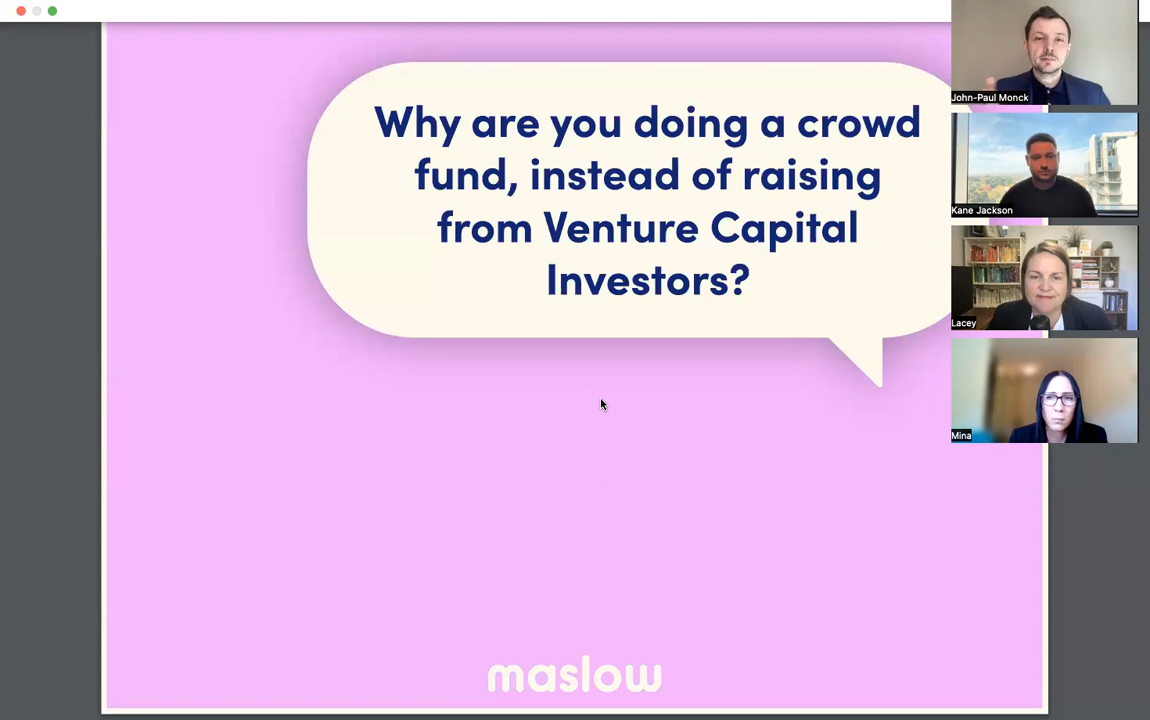 Why are you doing a crowd
fund, instead of raising
from Venture Capital
Investors?
maslow
John-Paul Monck
Kane Jackson
Lacey
Mina